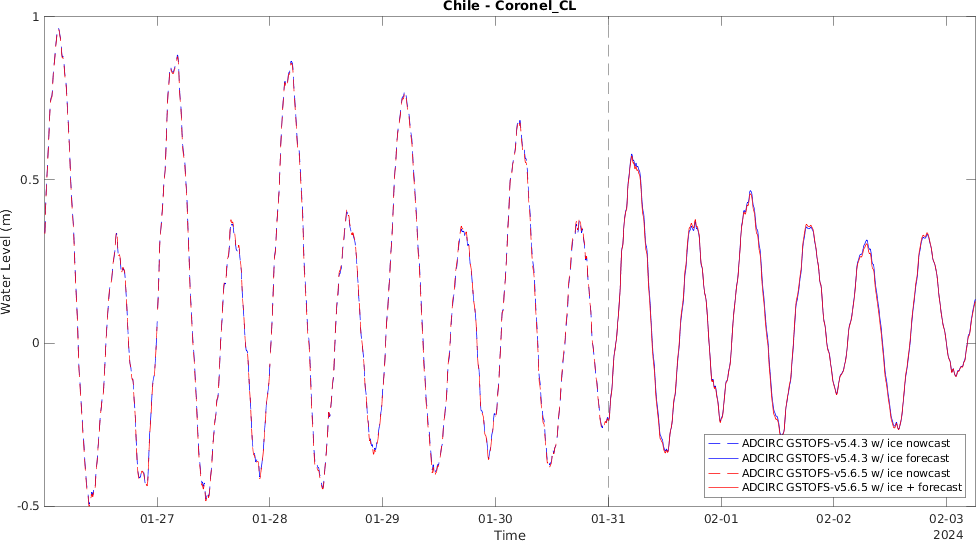 Chile - Coronel_CL
1
0.5
0
-0.5
Water Level (m)
01-27
01-28
01-29
01-30
01-31
02-01
02-02
02-03
2024
Time
ADCIRC GSTOFS-v5.4.3 w/ ice nowcast
ADCIRC GSTOFS-v5.4.3 w/ ice forecast
ADCIRC GSTOFS-v5.6.5 w/ ice nowcast
ADCIRC GSTOFS-v5.6.5 w/ ice + forecast